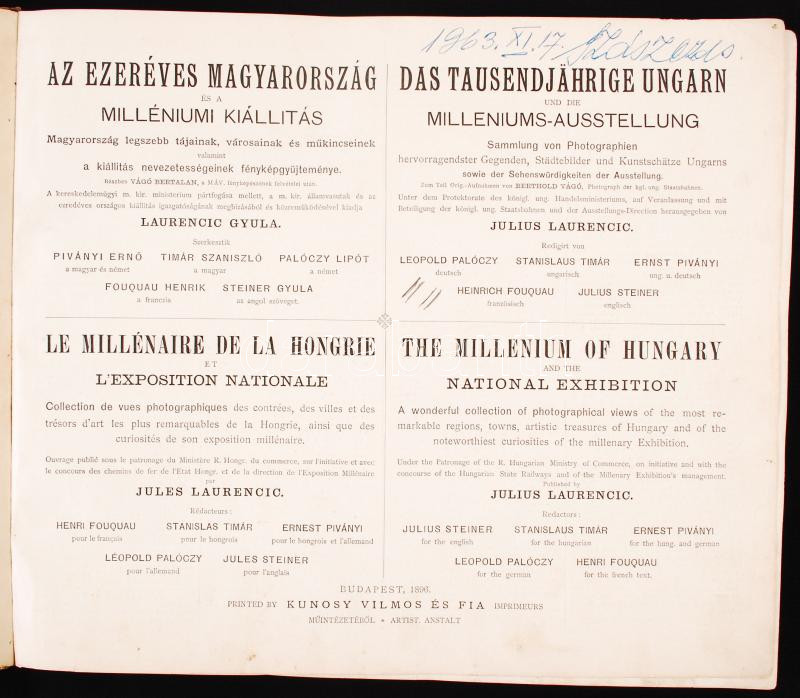 1963. XI. 17.
AZ EZERÉVES MAGYARORSZÁG
ÉS A
MILLÉNIUMI KIÁLLITÁS
Magyarország legszebb tájainak, városainak és műkincseinek
valamint
a kiállítás nevezetességeinek fényképgyüjteménye.
Részben VÁGÓ BERTALAN, a MÁV. fényképészének felvételei után.
A kereskedelemügyi m. kir. ministerium pártfogása mellett, a m. kir. államvasutak és az
ezredéves országos kiállítás igazgatóságának megbízásából és közreműködésével kiadja
LAURENCIC GYULA.
Szerkesztik
PIVÁNYI ERNŐ TIMÁR SZANISZLÓ PALÓCZY LIPÓT
a magyar és német a magyar a német
FOUQUAU HENRIK STEINER GYULA
a franczia az angol szöveget.
DAS TAUSENDJÄHRIGE UNGARN
UND DIE
MILLENIUMS-AUSSTELLUNG
Sammlung von Photographien
hervorragendster Gegenden, Städtebilder und Kunstschätze Ungarns
sowie der Sehenswürdigkeiten der Ausstellung.
Zum Teil Orig.-Aufnahmen von BERTHOLD VÁGÓ, Photograph der kgl. ung. Staatsbahnen.
Unter dem Protektorate des königl. ung. Handelsministeriums, auf Veranlassung und mit
Beteiligung der königl. ung. Staatsbahnen und der Ausstellungs-Direction herausgegeben von
JULIUS LAURENCIC.
Redigirt von
LEOPOLD PALÓCZY STANISLAUS TIMÁR ERNST PIVÁNYI
deutsch ungarisch ung. u. deutsch
HEINRICH FOUQUAU JULIUS STEINER
französisch englisch
LE MILLÉNAIRE DE LA HONGRIE
ET
L'EXPOSITION NATIONALE
Collection de vues photographiques des contrées, des villes et des
trésors d'art les plus remarquables de la Hongrie, ainsi que des
curiosités de son exposition millénaire.
Ouvrage publié sous le patronage du Ministère R. Hongr. du commerce, sur l'initiative et avec
le concours des chemins de fer de l'Etat Hongr. et de la direction de l'Exposition Millénaire
par
JULES LAURENCIC.
Rédacteurs:
HENRI FOUQUAU STANISLAS TIMÁR ERNEST PIVÁNYI
pour le français pour le hongrois pour le hongrois et l'allemand
LÉOPOLD PALÓCZY JULES STEINER
pour l'allemand pour l'anglais
THE MILLENIUM OF HUNGARY
AND THE
NATIONAL EXHIBITION
A wonderful collection of photographical views of the most re-
markable regions, towns, artistic treasures of Hungary and of the
noteworthiest curiosities of the millenary Exhibition.
Under the Patronage of the R. Hungarian Ministry of Commerce, on initiative and with the
concourse of the Hungarian State Railways and of the Millenary Exhibition's management.
Published by
JULIUS LAURENCIC.
Redactors:
JULIUS STEINER STANISLAUS TIMÁR ERNEST PIVÁNYI
for the english for the hungarian for the hung. and german
LEOPOLD PALÓCZY HENRI FOUQUAU
for the german for the french text.
BUDAPEST, 1896.
PRINTED BY KUNOSY VILMOS ÉS FIA IMPRIMEURS
MŰINTÉZETÉBŐL * ARTIST. ANSTALT